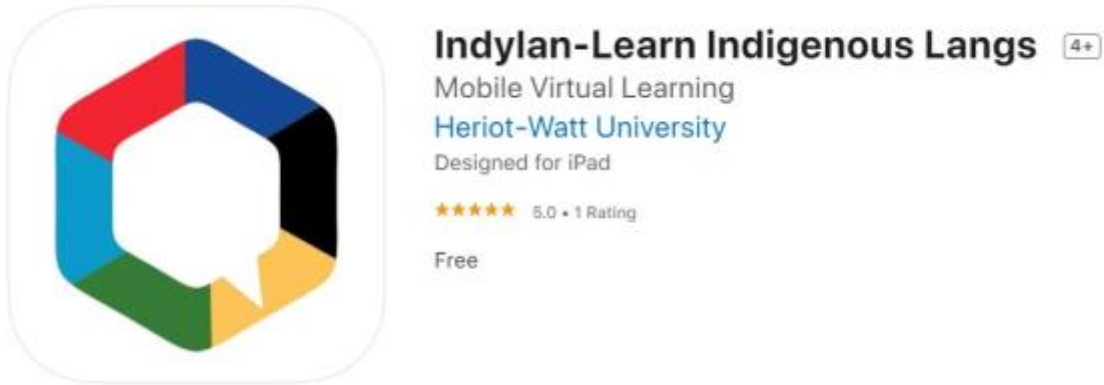 Indylan-Learn Indigenous Langs 4+
Mobile Virtual Learning
Heriot-Watt University
Designed for iPad
★★★★★ 5.0 • 1 Rating
Free